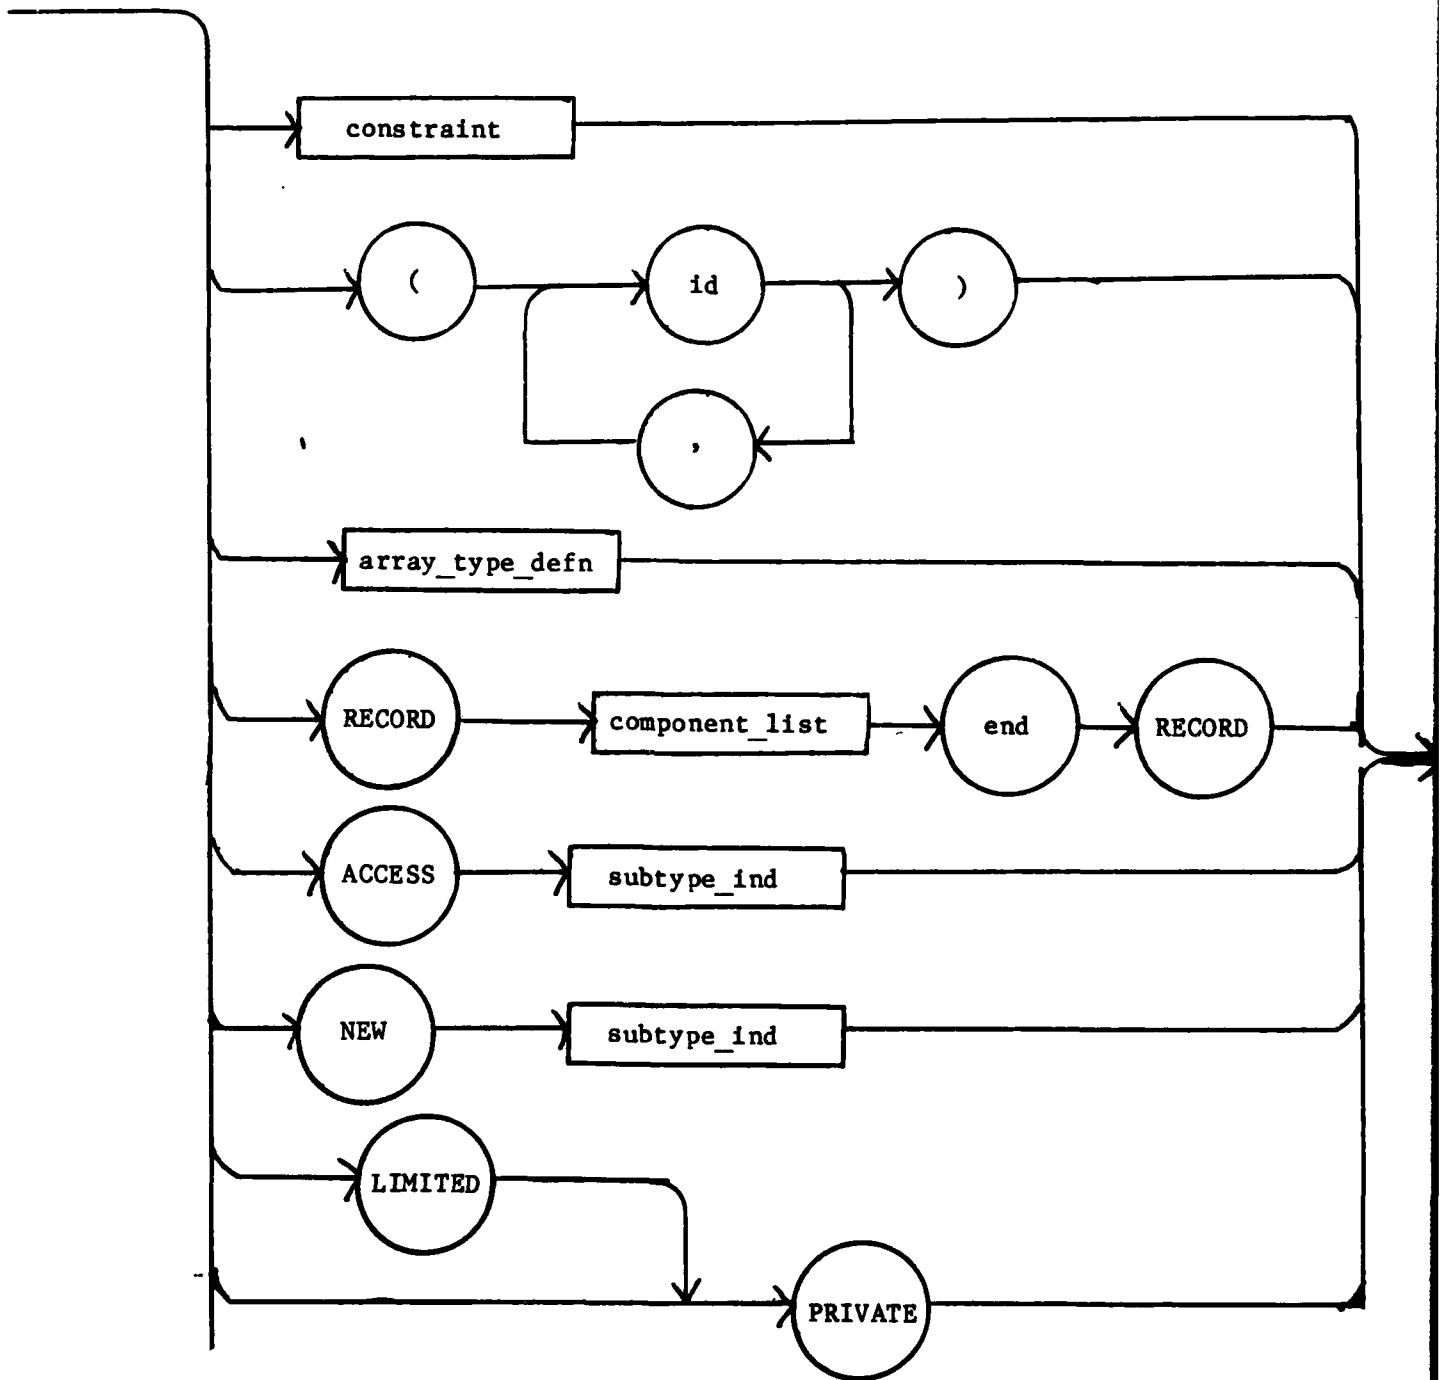 constraint
( id )
,
array_type_defn
RECORD component_list end RECORD
ACCESS subtype_ind
NEW subtype_ind
LIMITED
PRIVATE